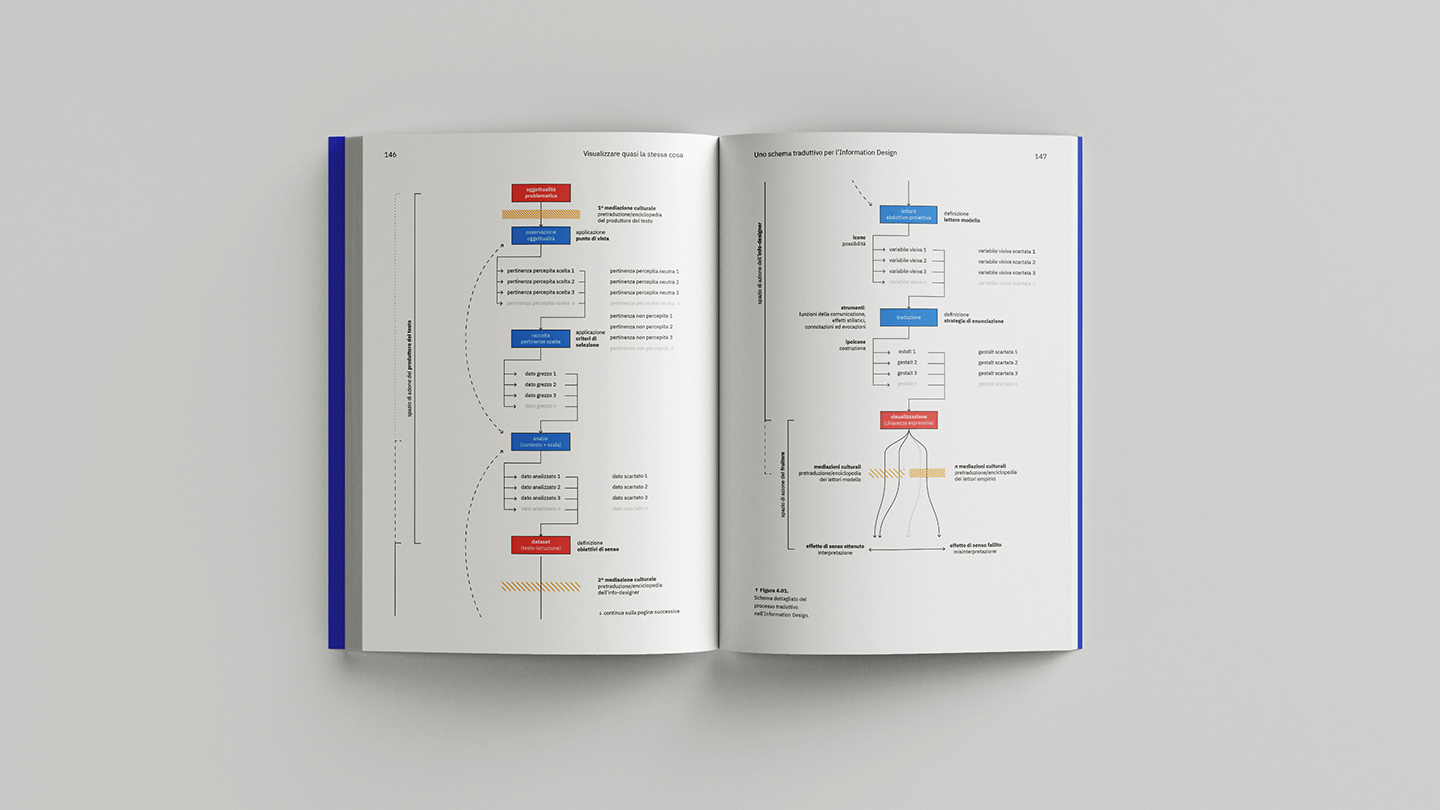 146
Visualizzare quasi la stessa cosa
oggettualità
problematica
1ª mediazione culturale
pretraduzione/enciclopedia
del produttore del testo
osservazione
oggettualità
applicazione
punto di vista
pertinenza percepita scelta 1
pertinenza percepita scelta 2
pertinenza percepita scelta 3
pertinenza percepita scelta n
pertinenza percepita neutra 1
pertinenza percepita neutra 2
pertinenza percepita neutra 3
pertinenza percepita neutra n
pertinenza non percepita 1
pertinenza non percepita 2
pertinenza non percepita 3
pertinenza non percepita n
raccolta
pertinenze scelte
applicazione
criteri di
selezione
spazio di azione del produttore del testo
dato grezzo 1
dato grezzo 2
dato grezzo 3
dato grezzo n
analisi
(contesto + scala)
dato analizzato 1
dato analizzato 2
dato analizzato 3
dato analizzato n
dato scartato 1
dato scartato 2
dato scartato 3
dato scartato n
dataset
(testo-istruzione)
definizione
obiettivi di senso
2ª mediazione culturale
pretraduzione/enciclopedia
dell'info-designer
↓ continua sulla pagina successiva
Uno schema traduttivo per l'Information Design
147
lettura
abduttivo-proiettiva
definizione
lettore modello
spazio di azione dell'info-designer
icone
possibilità
variabile visiva 1
variabile visiva 2
variabile visiva 3
variabile visiva n
variabile visiva scartata 1
variabile visiva scartata 2
variabile visiva scartata 3
variabile visiva scartata n
strumenti:
funzioni della comunicazione,
effetti stilistici,
connotazioni ed evocazioni
traduzione
definizione
strategia di enunciazione
ipoicone
costruzione
estalt 1
gestalt 2
gestalt 3
gestalt n
gestalt scartata 1
gestalt scartata 2
gestalt scartata 3
gestalt scartata n
visualizzazione
(chiarezza espressiva)
spazio di azione del fruitore
mediazioni culturali
pretraduzione/enciclopedia
dei lettori modello
n mediazioni culturali
pretraduzione/enciclopedia
dei lettori empirici
effetto di senso ottenuto
interpretazione
effetto di senso fallito
misinterpretazione
↑ Figura 4.01.
Schema dettagliato del
processo traduttivo
nell'Information Design.